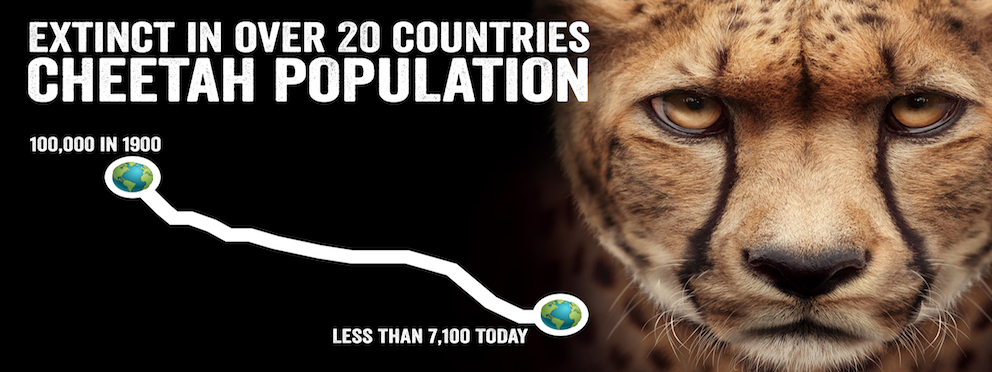 EXTINCT IN OVER 20 COUNTRIES
CHEETAH POPULATION
100,000 IN 1900
LESS THAN 7,100 TODAY